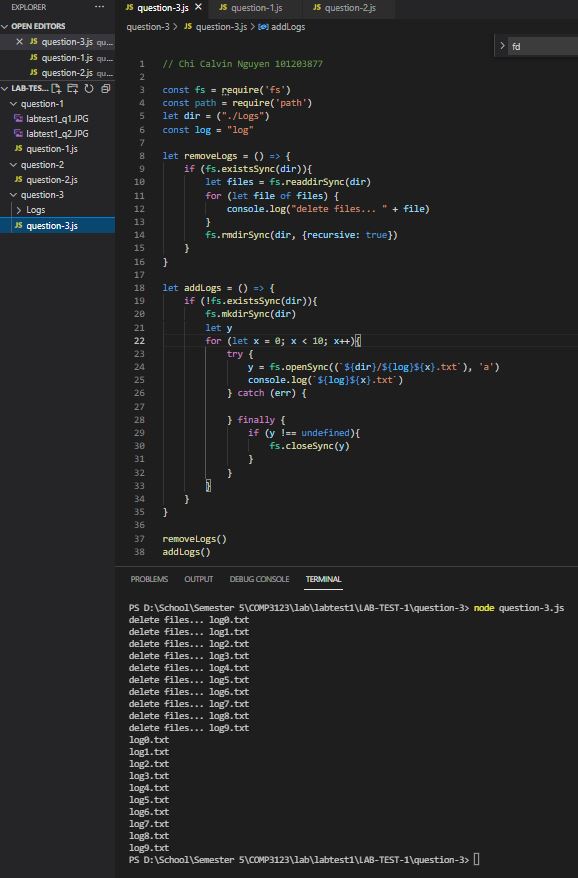 EXPLORER ...
OPEN EDITORS
question-3.js qu...
question-1.js qu...
question-2.js qu...
LAB-TES...
question-1
labtest1_q1.JPG
labtest1_q2.JPG
JS question-1.js
question-2
JS question-2.js
question-3
Logs
JS question-3.js
JS question-3.js
JS question-1.js
JS question-2.js
question-3 > JS question-3.js > addLogs
fd
1 // Chi Calvin Nguyen 101203877
2
3 const fs = require('fs')
4 const path = require('path')
5 let dir = ("./Logs")
6 const log = "log"
7
8 let removeLogs = () => {
9 if (fs.existsSync(dir)){
10 let files = fs.readdirSync(dir)
11 for (let file of files) {
12 console.log("delete files... " + file)
13 }
14 fs.rmdirSync(dir, {recursive: true})
15 }
16 }
17
18 let addLogs = () => {
19 if (!fs.existsSync(dir)){
20 fs.mkdirSync(dir)
21 let y
22 for (let x = 0; x < 10; x++){
23 try {
24 y = fs.openSync((`${dir}/${log}${x}.txt`), 'a')
25 console.log(`${log}${x}.txt`)
26 } catch (err) {
27
28 } finally {
29 if (y !== undefined){
30 fs.closeSync(y)
31 }
32 }
33 }
34 }
35 }
36
37 removeLogs()
38 addLogs()
PROBLEMS OUTPUT DEBUG CONSOLE TERMINAL
PS D:\School\Semester 5\COMP3123\lab\labtest1\LAB-TEST-1\question-3> node question-3.js
delete files... log0.txt
delete files... log1.txt
delete files... log2.txt
delete files... log3.txt
delete files... log4.txt
delete files... log5.txt
delete files... log6.txt
delete files... log7.txt
delete files... log8.txt
delete files... log9.txt
log0.txt
log1.txt
log2.txt
log3.txt
log4.txt
log5.txt
log6.txt
log7.txt
log8.txt
log9.txt
PS D:\School\Semester 5\COMP3123\lab\labtest1\LAB-TEST-1\question-3>